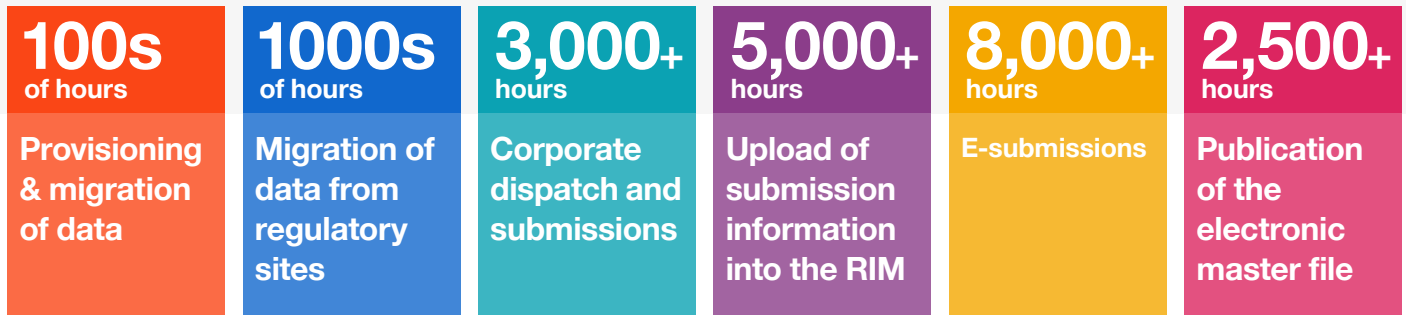 100s
of hours
Provisioning
& migration
of data
1000s
of hours
Migration of
data from
regulatory
sites
3,000+
hours
Corporate
dispatch and
submissions
5,000+
hours
Upload of
submission
information
into the RIM
8,000+
hours
E-submissions
2,500+
hours
Publication
of the
electronic
master file